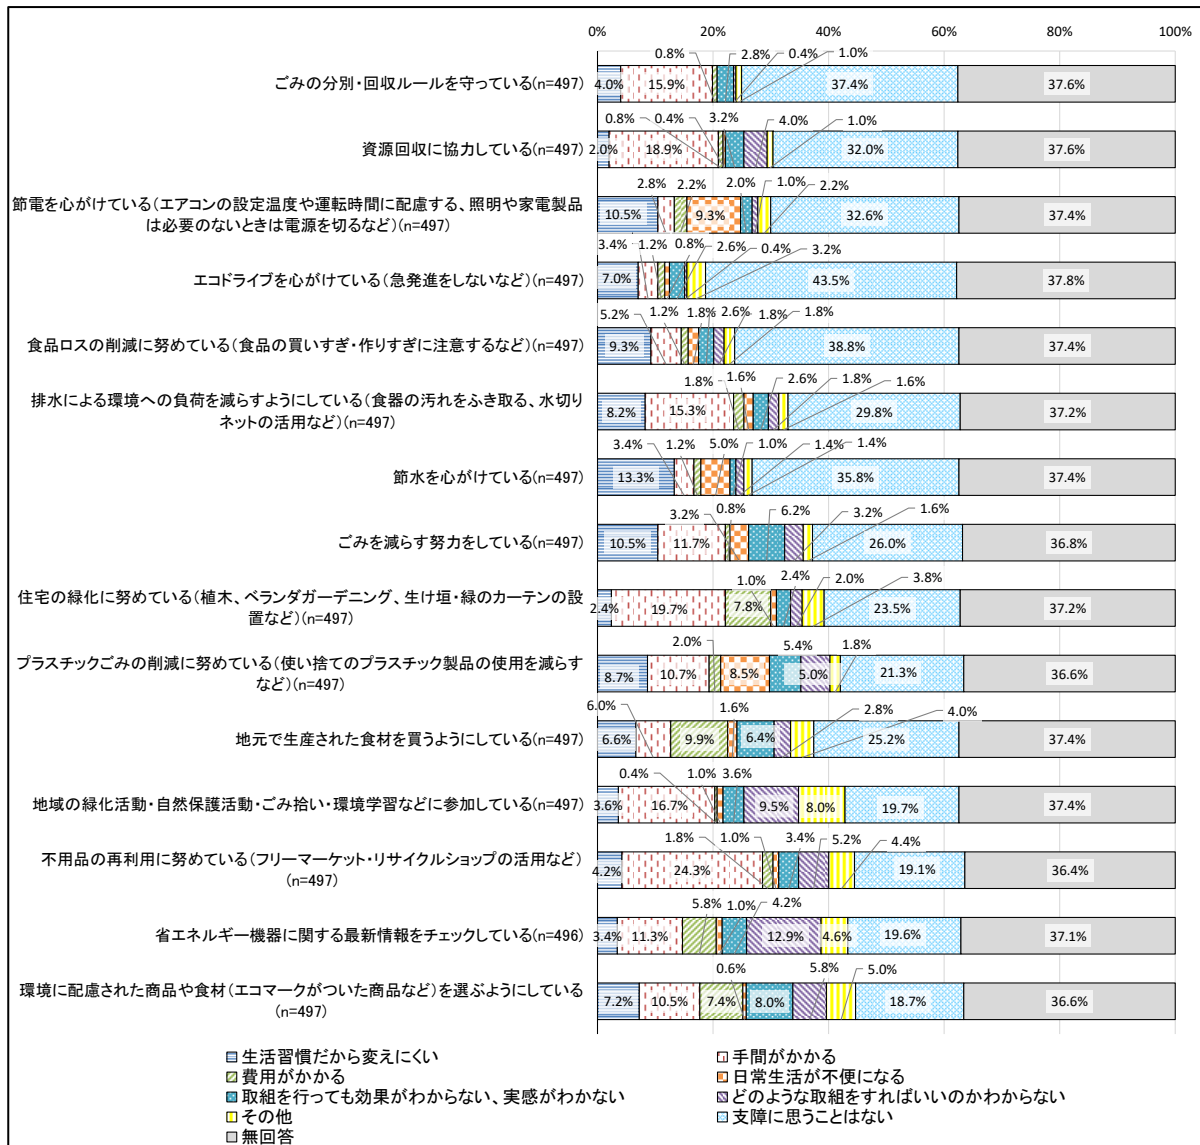 0% 20% 40% 60% 80% 100%
0.8% 2.8% 0.4% 1.0%
ごみの分別・回収ルールを守っている(n=497) 4.0% 15.9% 37.4% 37.6%
0.8% 0.4% 3.2% 4.0% 1.0%
資源回収に協力している(n=497) 2.0% 18.9% 32.0% 37.6%
2.8% 2.2% 2.0% 1.0% 2.2%
節電を心がけている(エアコンの設定温度や運転時間に配慮する、照明や家電製品
は必要のないときは電源を切るなど)(n=497) 10.5% 9.3% 32.6% 37.4%
3.4% 1.2% 0.8% 2.6% 0.4% 3.2%
エコドライブを心がけている(急発進をしないなど)(n=497) 7.0% 43.5% 37.8%
5.2% 1.2% 1.8% 2.6% 1.8% 1.8%
食品ロスの削減に努めている(食品の買いすぎ・作りすぎに注意するなど)(n=497) 9.3% 38.8% 37.4%
1.8% 1.6% 2.6% 1.8% 1.6%
排水による環境への負荷を減らすようにしている(食器の汚れをふき取る、水切り
ネットの活用など)(n=497) 8.2% 15.3% 29.8% 37.2%
3.4% 1.2% 5.0% 1.0% 1.4% 1.4%
節水を心がけている(n=497) 13.3% 35.8% 37.4%
3.2% 0.8% 6.2% 3.2% 1.6%
ごみを減らす努力をしている(n=497) 10.5% 11.7% 26.0% 36.8%
1.0% 2.4% 2.0% 3.8%
住宅の緑化に努めている(植木、ベランダガーデニング、生け垣・緑のカーテンの設
置など)(n=497) 2.4% 19.7% 7.8% 23.5% 37.2%
2.0% 5.4% 1.8%
プラスチックごみの削減に努めている(使い捨てのプラスチック製品の使用を減らす
など)(n=497) 8.7% 10.7% 8.5% 5.0% 21.3% 36.6%
6.0% 1.6% 2.8% 4.0%
地元で生産された食材を買うようにしている(n=497) 6.6% 9.9% 6.4% 25.2% 37.4%
0.4% 1.0% 3.6%
地域の緑化活動・自然保護活動・ごみ拾い・環境学習などに参加している(n=497) 3.6% 16.7% 9.5% 8.0% 19.7% 37.4%
1.8% 1.0% 3.4% 5.2% 4.4%
不用品の再利用に努めている(フリーマーケット・リサイクルショップの活用など)
(n=497) 4.2% 24.3% 19.1% 36.4%
5.8% 1.0% 4.2%
省エネルギー機器に関する最新情報をチェックしている(n=496) 3.4% 11.3% 12.9% 4.6% 19.6% 37.1%
0.6% 5.8% 5.0%
環境に配慮された商品や食材(エコマークがついた商品など)を選ぶようにしている
(n=497) 7.2% 10.5% 7.4% 8.0% 18.7% 36.6%
生活習慣だから変えにくい 手間がかかる
費用がかかる 日常生活が不便になる
取組を行っても効果がわからない、実感がわかない どのような取組をすればいいのかわからない
その他 支障に思うことはない
無回答